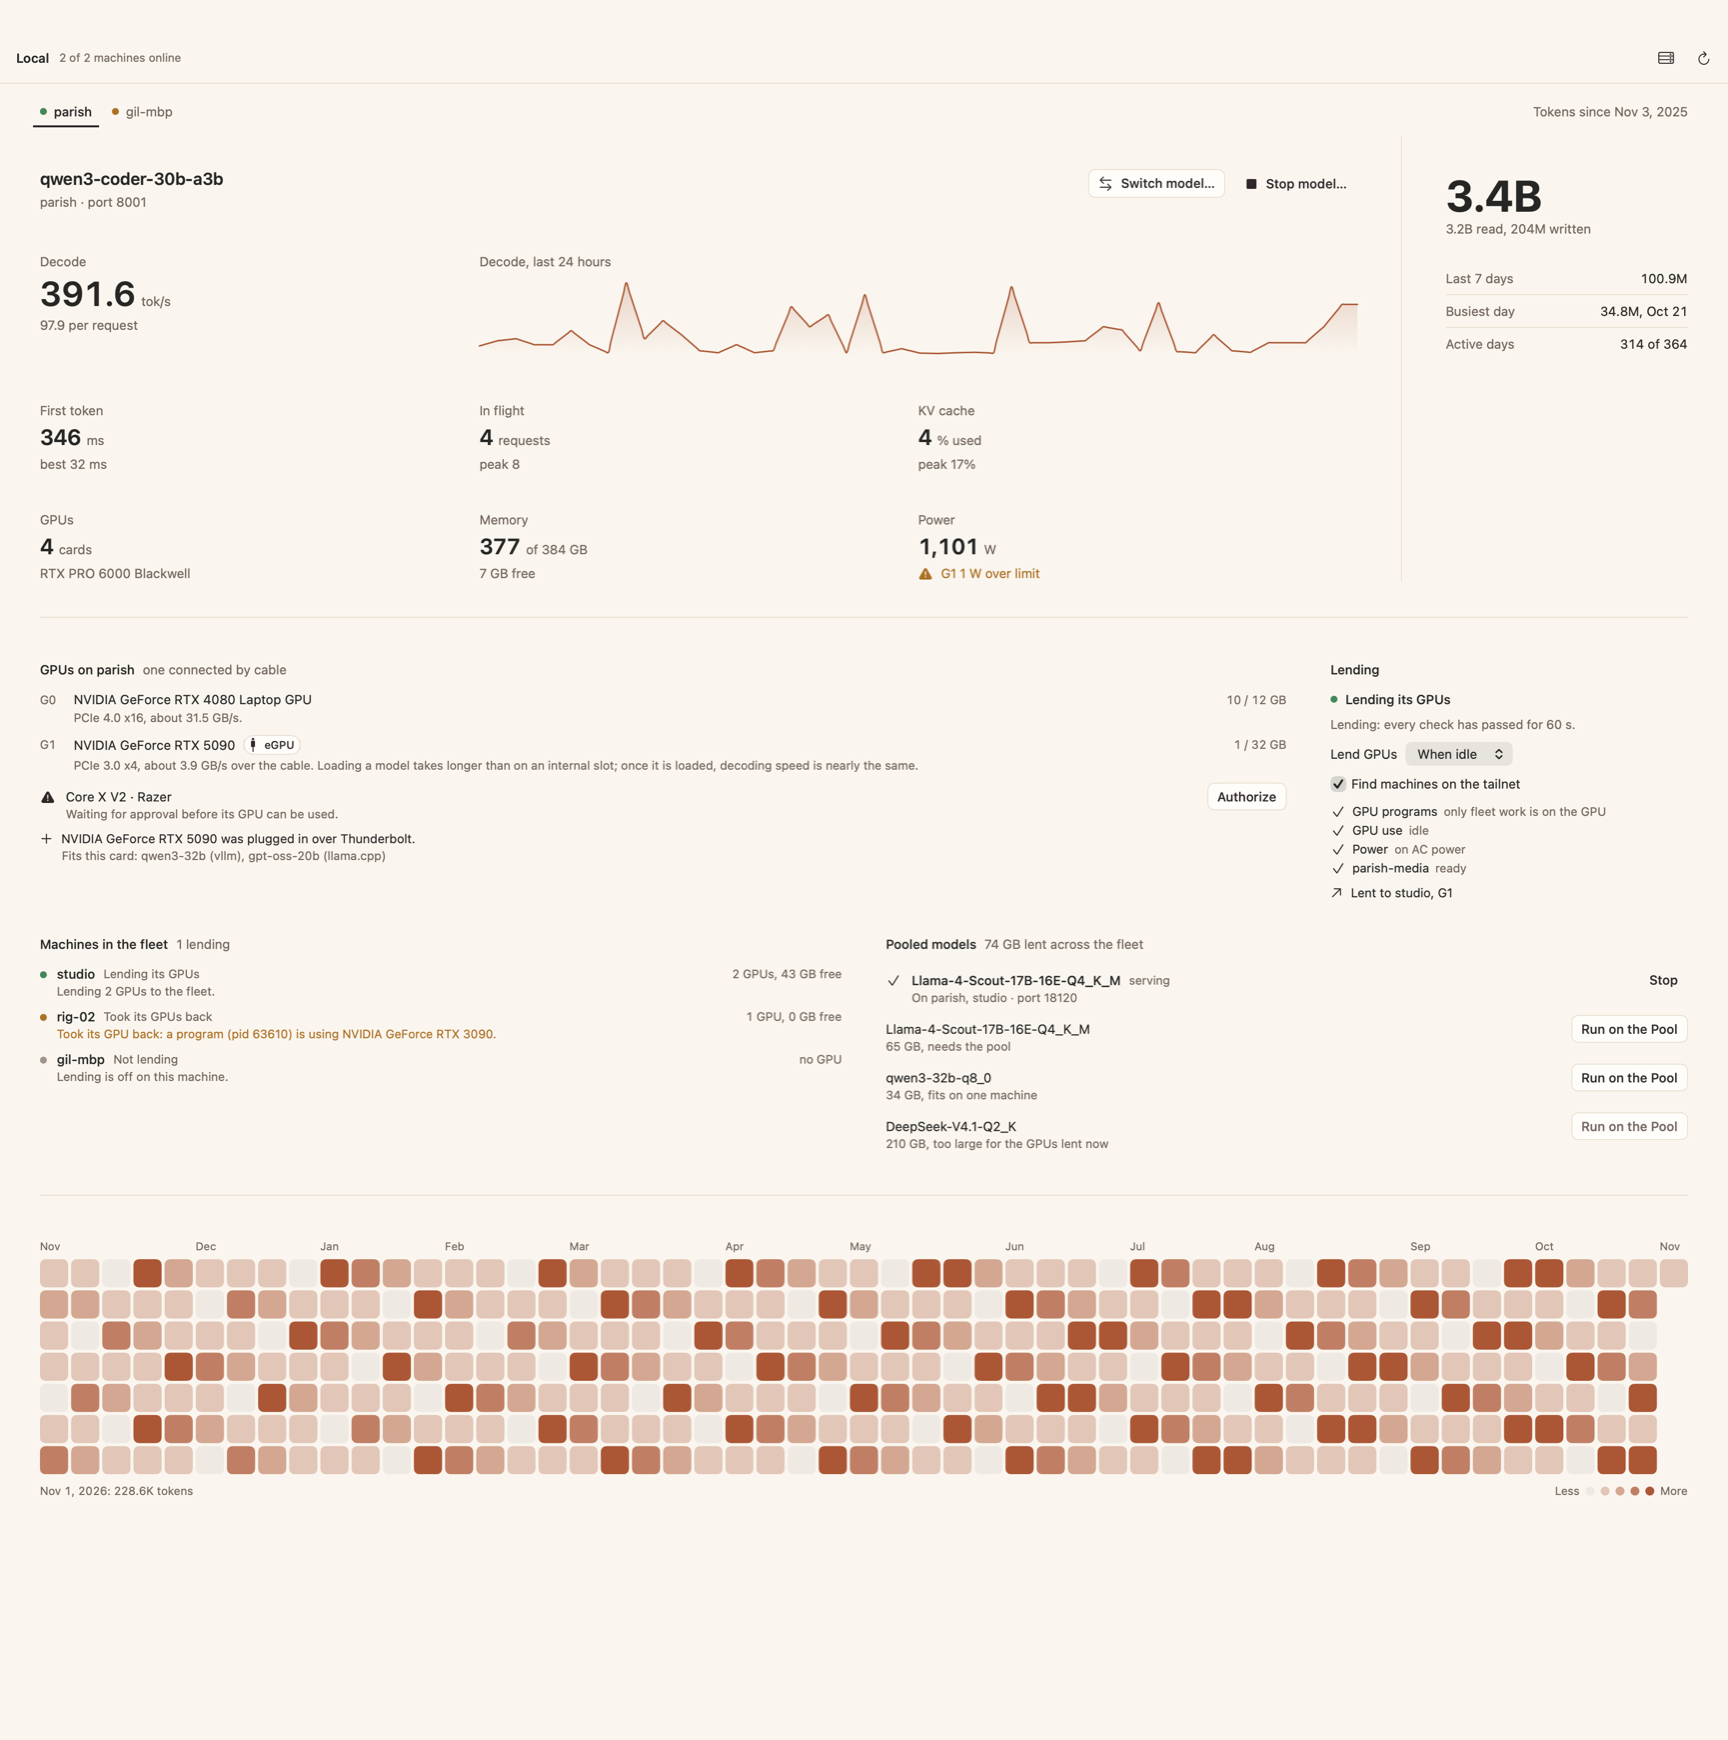 Local 2 of 2 machines online
parish gil-mbp Tokens since Nov 3, 2025
qwen3-coder-30b-a3b
parish · port 8001
Switch model... Stop model...
3.4B
3.2B read, 204M written
Last 7 days 100.9M
Busiest day 34.8M, Oct 21
Active days 314 of 364
Decode
391.6 tok/s
97.9 per request
Decode, last 24 hours
First token
346 ms
best 32 ms
In flight
4 requests
peak 8
KV cache
4 % used
peak 17%
GPUs
4 cards
RTX PRO 6000 Blackwell
Memory
377 of 384 GB
7 GB free
Power
1,101 W
G1 1 W over limit
GPUs on parish one connected by cable
G0 NVIDIA GeForce RTX 4080 Laptop GPU 10 / 12 GB
PCIe 4.0 x16, about 31.5 GB/s.
G1 NVIDIA GeForce RTX 5090 eGPU 1 / 32 GB
PCIe 3.0 x4, about 3.9 GB/s over the cable. Loading a model takes longer than on an internal slot; once it is loaded, decoding speed is nearly the same.
Core X V2 · Razer Authorize
Waiting for approval before its GPU can be used.
NVIDIA GeForce RTX 5090 was plugged in over Thunderbolt.
Fits this card: qwen3-32b (vllm), gpt-oss-20b (llama.cpp)
Lending
Lending its GPUs
Lending: every check has passed for 60 s.
Lend GPUs When idle
Find machines on the tailnet
GPU programs only fleet work is on the GPU
GPU use idle
Power on AC power
parish-media ready
Lent to studio, G1
Machines in the fleet 1 lending
studio Lending its GPUs 2 GPUs, 43 GB free
Lending 2 GPUs to the fleet.
rig-02 Took its GPUs back 1 GPU, 0 GB free
Took its GPU back: a program (pid 63610) is using NVIDIA GeForce RTX 3090.
gil-mbp Not lending no GPU
Lending is off on this machine.
Pooled models 74 GB lent across the fleet
Llama-4-Scout-17B-16E-Q4_K_M serving Stop
On parish, studio · port 18120
Llama-4-Scout-17B-16E-Q4_K_M Run on the Pool
65 GB, needs the pool
qwen3-32b-q8_0 Run on the Pool
34 GB, fits on one machine
DeepSeek-V4.1-Q2_K Run on the Pool
210 GB, too large for the GPUs lent now
Nov Dec Jan Feb Mar Apr May Jun Jul Aug Sep Oct Nov
Nov 1, 2026: 228.6K tokens Less More